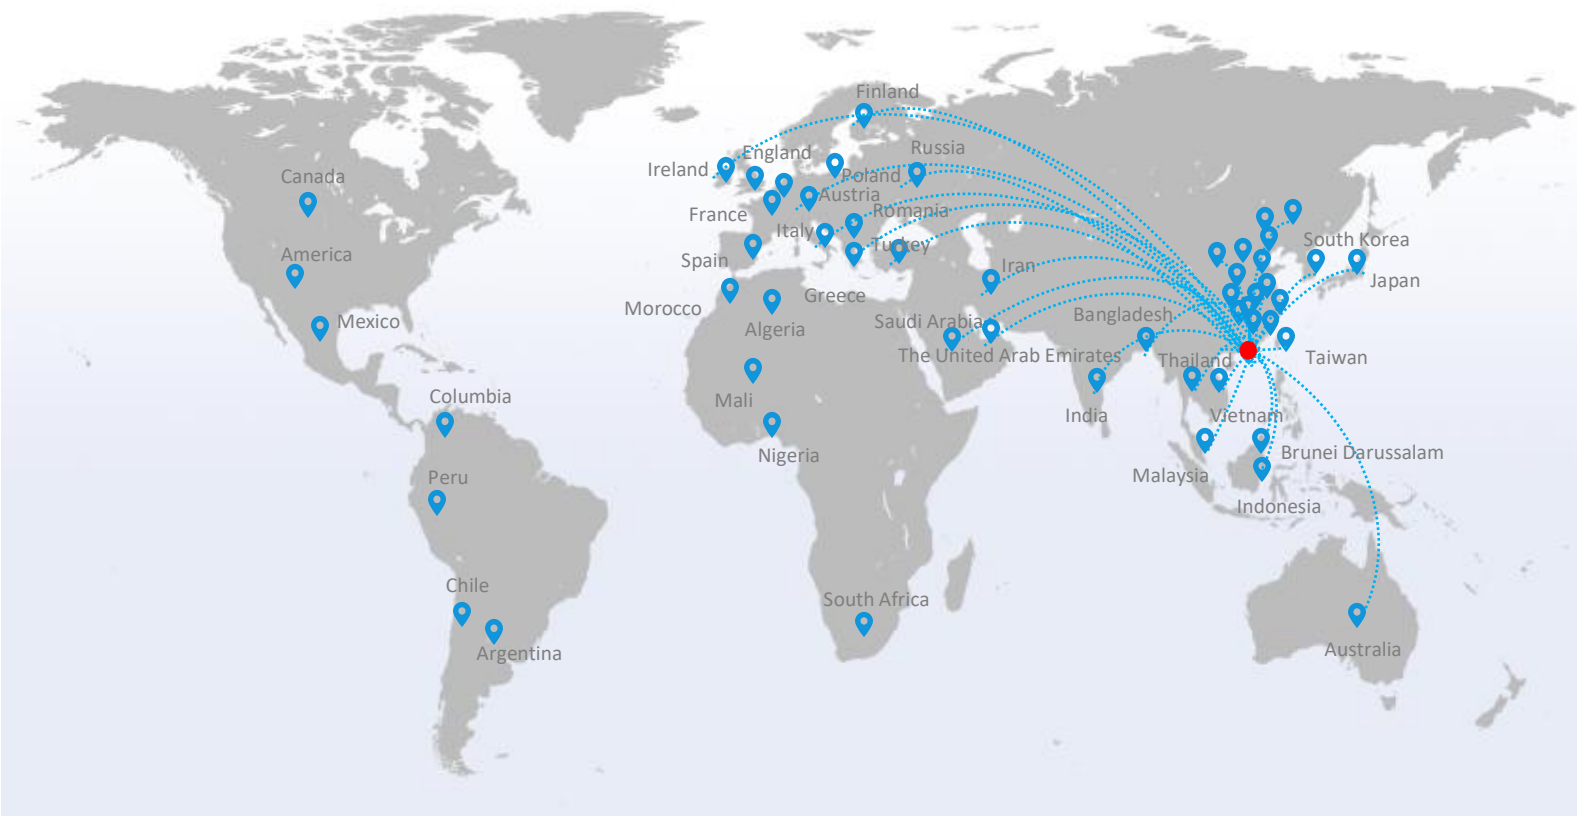 Finland
England
Russia
Ireland
Canada
Poland
Austria
France
Romania
Italy
South Korea
America
Turkey
Spain
Iran
Japan
Greece
Morocco
Mexico
Algeria
Saudi Arabia
Bangladesh
The United Arab Emirates
Thailand
Taiwan
Columbia
Mali
India
Vietnam
Nigeria
Brunei Darussalam
Peru
Malaysia
Indonesia
Chile
South Africa
Argentina
Australia